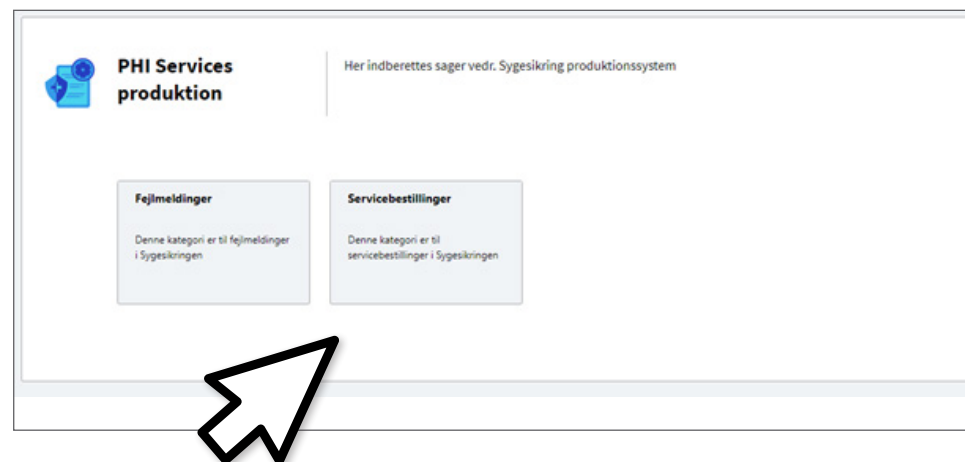 PHI Services
produktion
Her indberettes sager vedr. Sygesikring produktionssystem
Fejlmeldinger
Denne kategori er til fejlmeldinger
i Sygesikringen
Servicebestillinger
Denne kategori er til
servicebestillinger i Sygesikringen